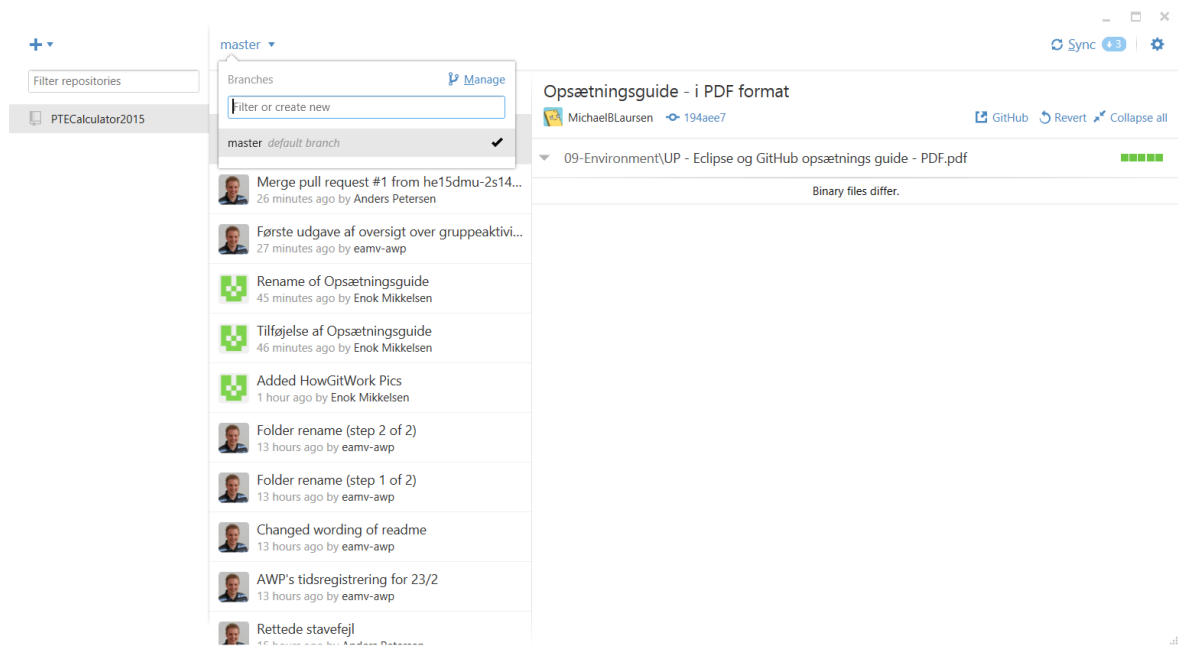 master
Sync
3
Filter repositories
PTECalculator2015
Branches
Manage
Filter or create new
master default branch
Merge pull request #1 from he15dmu-2s14...
26 minutes ago by Anders Petersen
Første udgave af oversigt over gruppeaktivi...
27 minutes ago by eamv-awp
Rename of Opsætningsguide
45 minutes ago by Enok Mikkelsen
Tilføjelse af Opsætningsguide
46 minutes ago by Enok Mikkelsen
Added HowGitWork Pics
1 hour ago by Enok Mikkelsen
Folder rename (step 2 of 2)
13 hours ago by eamv-awp
Folder rename (step 1 of 2)
13 hours ago by eamv-awp
Changed wording of readme
13 hours ago by eamv-awp
AWP's tidsregistrering for 23/2
13 hours ago by eamv-awp
Rettede stavefejl
15 hours ago by Anders Petersen
Opsætningsguide - i PDF format
MichaelBLaursen 194aee7
GitHub Revert Collapse all
09-Environment\UP - Eclipse og GitHub opsætnings guide - PDF.pdf
Binary files differ.